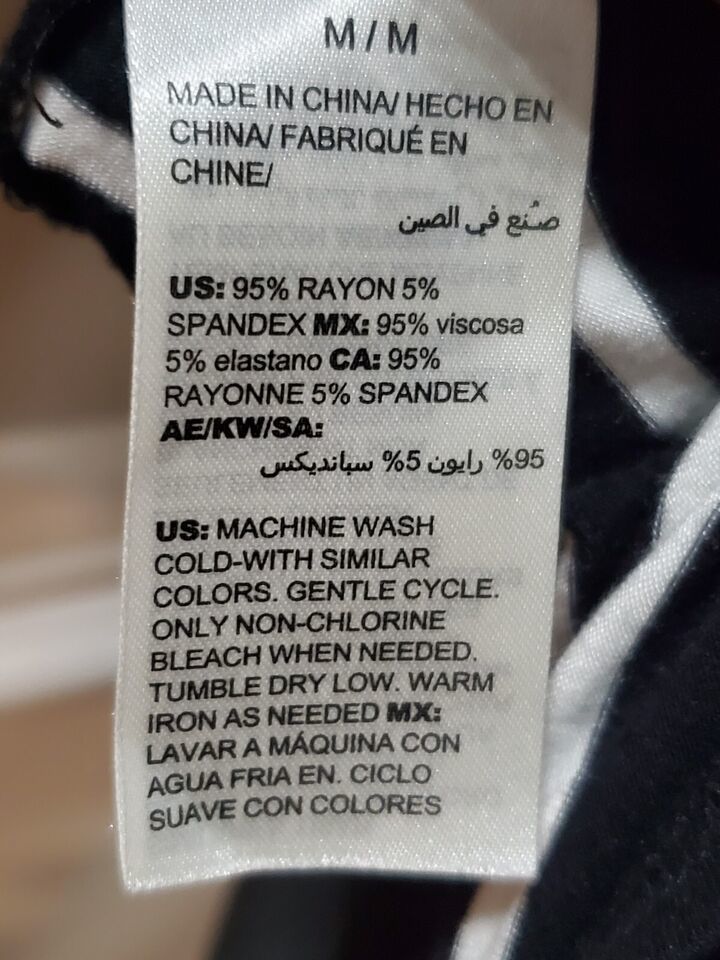 M / M
MADE IN CHINA/ HECHO EN
CHINA/ FABRIQUÉ EN
CHINE/
صُنع في الصين
US: 95% RAYON 5%
SPANDEX MX: 95% viscosa
5% elastano CA: 95%
RAYONNE 5% SPANDEX
AE/KW/SA:
95% رايون 5% سبانديكس
US: MACHINE WASH
COLD-WITH SIMILAR
COLORS. GENTLE CYCLE.
ONLY NON-CHLORINE
BLEACH WHEN NEEDED.
TUMBLE DRY LOW. WARM
IRON AS NEEDED MX:
LAVAR A MÁQUINA CON
AGUA FRIA EN. CICLO
SUAVE CON COLORES